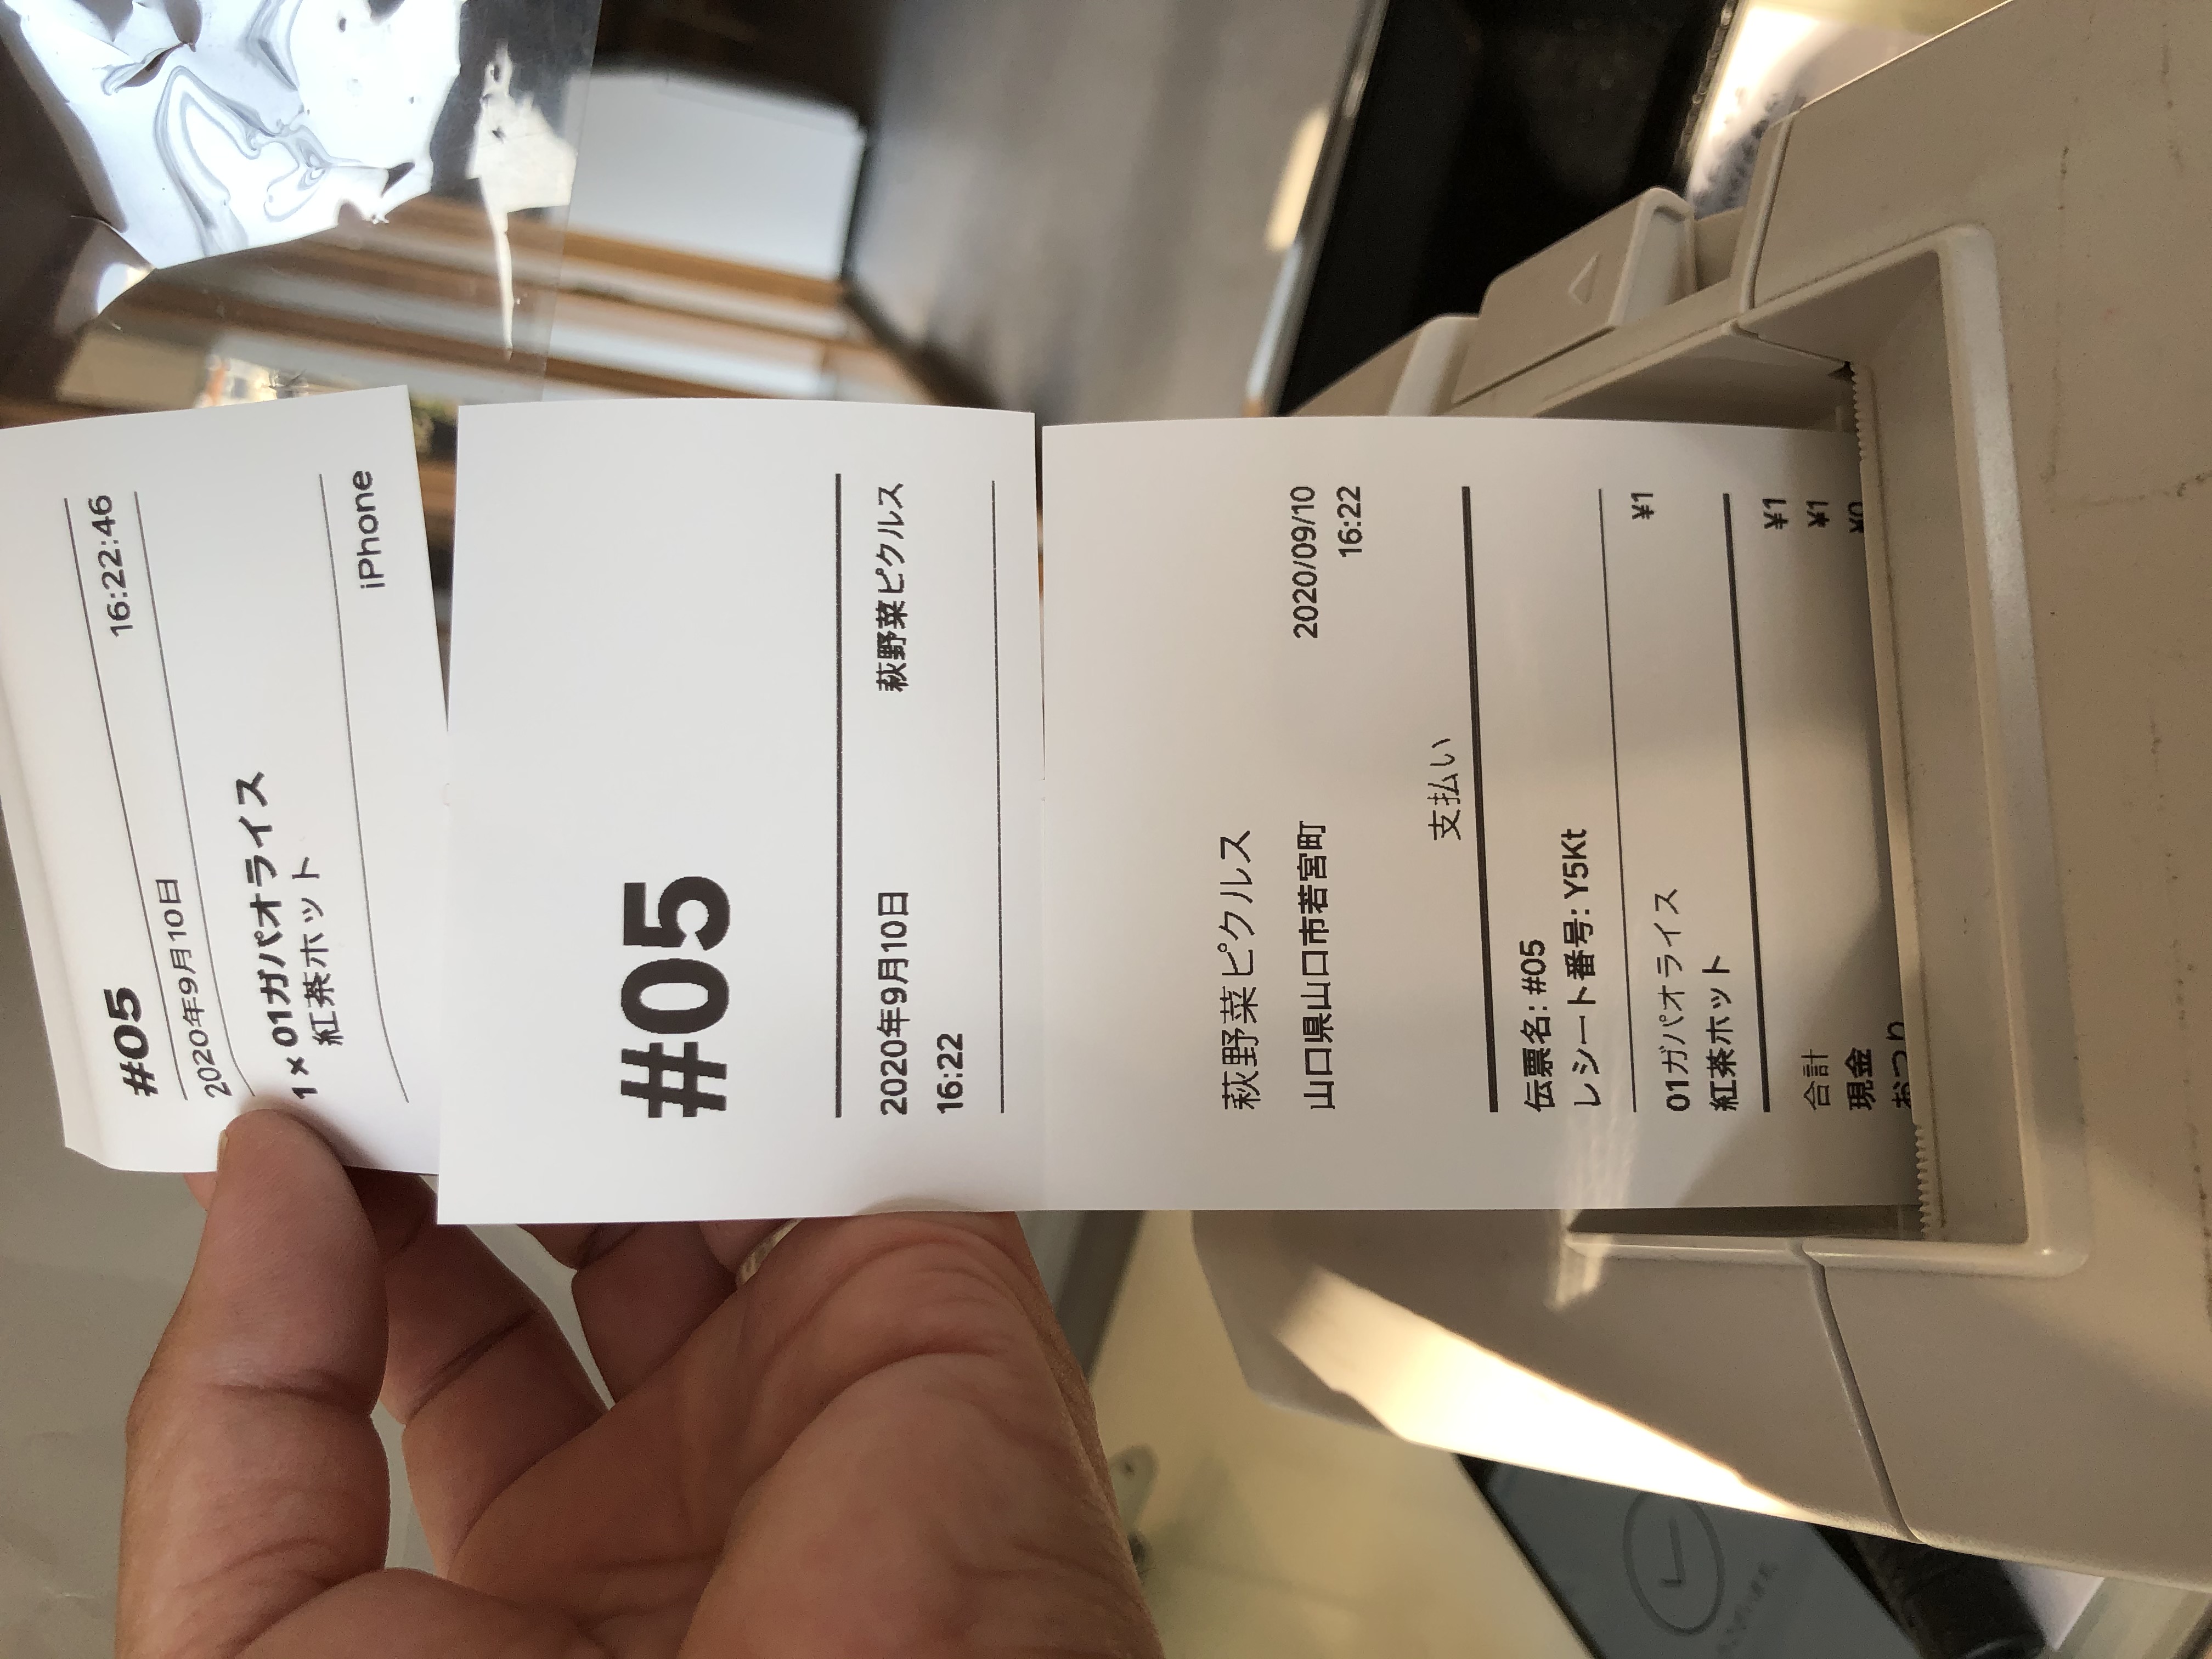 #05 16:22:46
2020年9月10日
1 × 01ガパオライス
紅茶ホット
iPhone
#05
2020年9月10日 萩野菜ピクルス
16:22
萩野菜ピクルス
山口県山口市若宮町 2020/09/10
16:22
支払い
伝票名: #05
レシート番号: Y5Kt
01ガパオライス ¥1
紅茶ホット
合計 ¥1
現金 ¥1
おつり ¥0